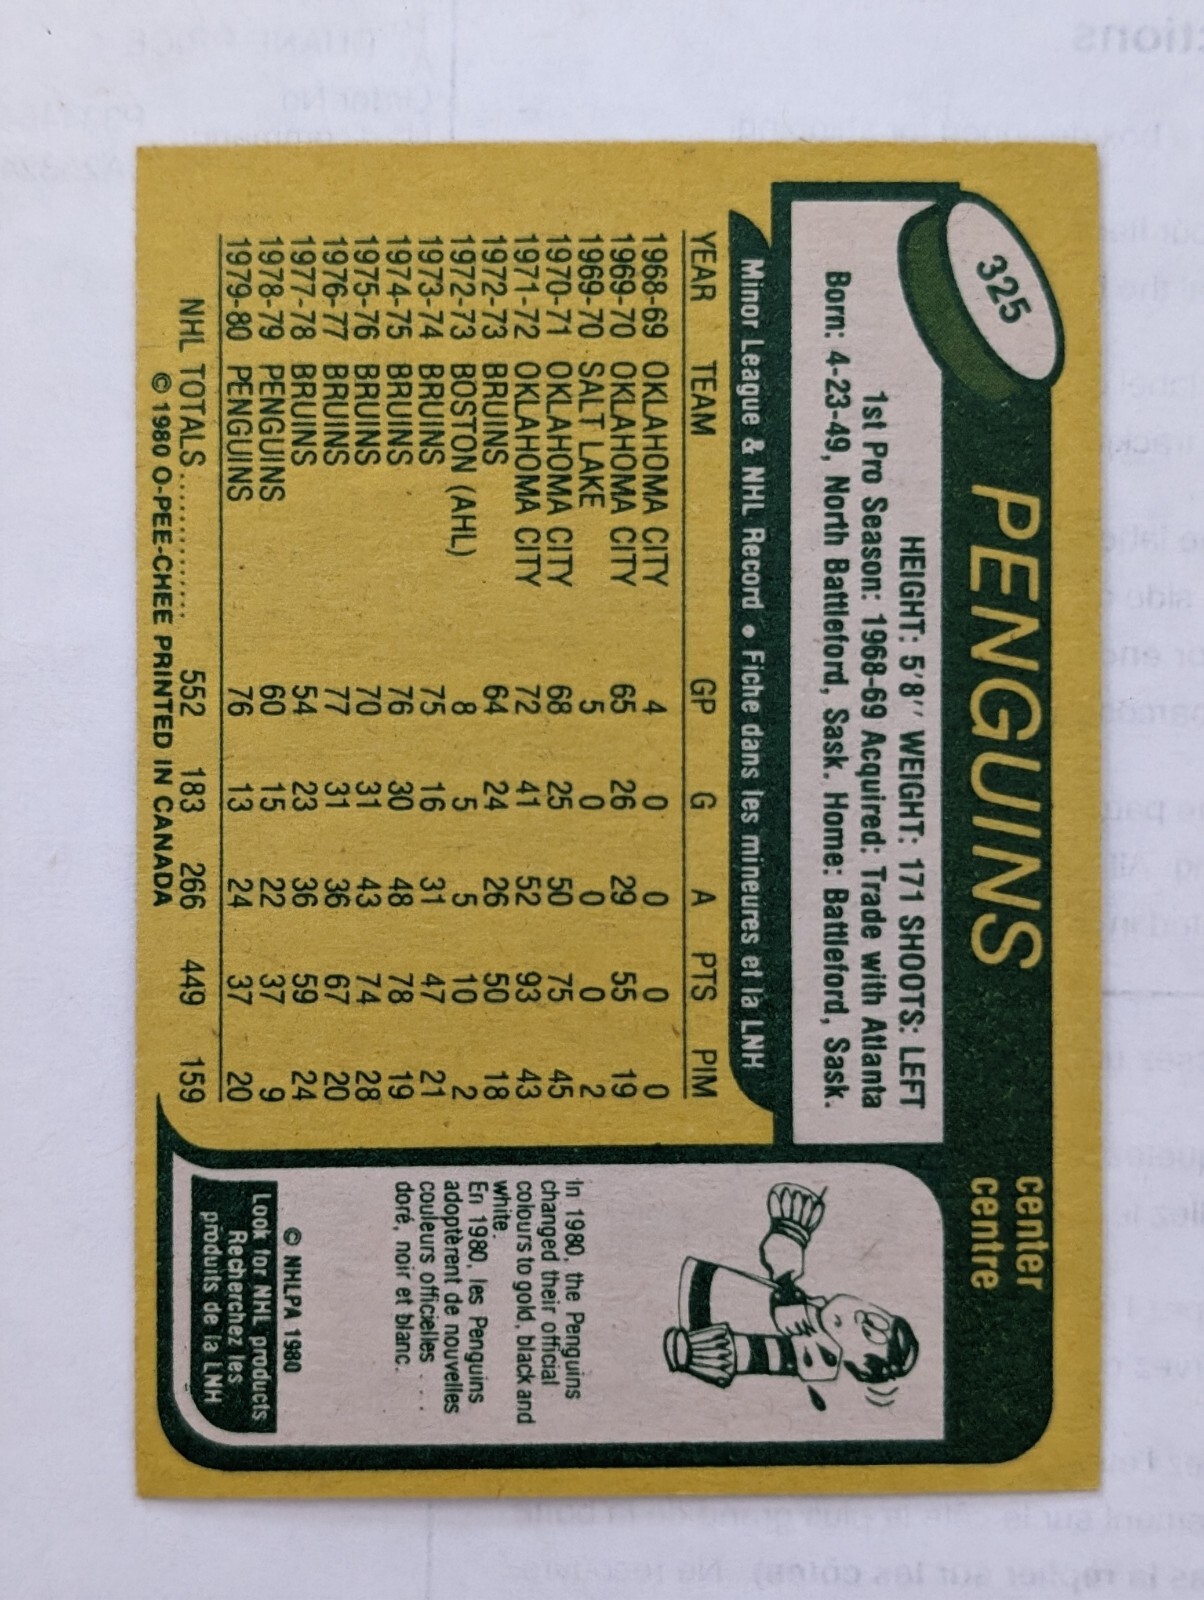 325
PENGUINS
center
centre
HEIGHT: 5'8'' WEIGHT: 171 SHOOTS: LEFT
1st Pro Season: 1968-69 Acquired: Trade with Atlanta
Born: 4-23-49, North Battleford, Sask. Home: Battleford, Sask.
Minor League & NHL Record • Fiche dans les mineures et la LNH
YEAR TEAM GP G A PTS PIM
1968-69 OKLAHOMA CITY 4 0 0 0 0
1969-70 OKLAHOMA CITY 65 26 29 55 19
1969-70 SALT LAKE 5 0 0 0 2
1970-71 OKLAHOMA CITY 68 25 50 75 45
1971-72 OKLAHOMA CITY 72 41 52 93 43
1972-73 BRUINS 64 24 26 50 18
1972-73 BOSTON (AHL) 8 5 5 10 2
1973-74 BRUINS 75 16 31 47 21
1974-75 BRUINS 76 30 48 78 19
1975-76 BRUINS 70 31 43 74 28
1976-77 BRUINS 77 31 36 67 20
1977-78 BRUINS 54 23 36 59 24
1978-79 PENGUINS 60 15 22 37 9
1979-80 PENGUINS 76 13 24 37 20
NHL TOTALS .............. 552 183 266 449 159
© 1980 O-PEE-CHEE PRINTED IN CANADA
In 1980, the Penguins
changed their official
colours to gold, black and
white.
En 1980, les Penguins
adoptèrent de nouvelles
couleurs officielles . . .
doré, noir et blanc.
© NHLPA 1980
Look for NHL products
Recherchez les
produits de la LNH